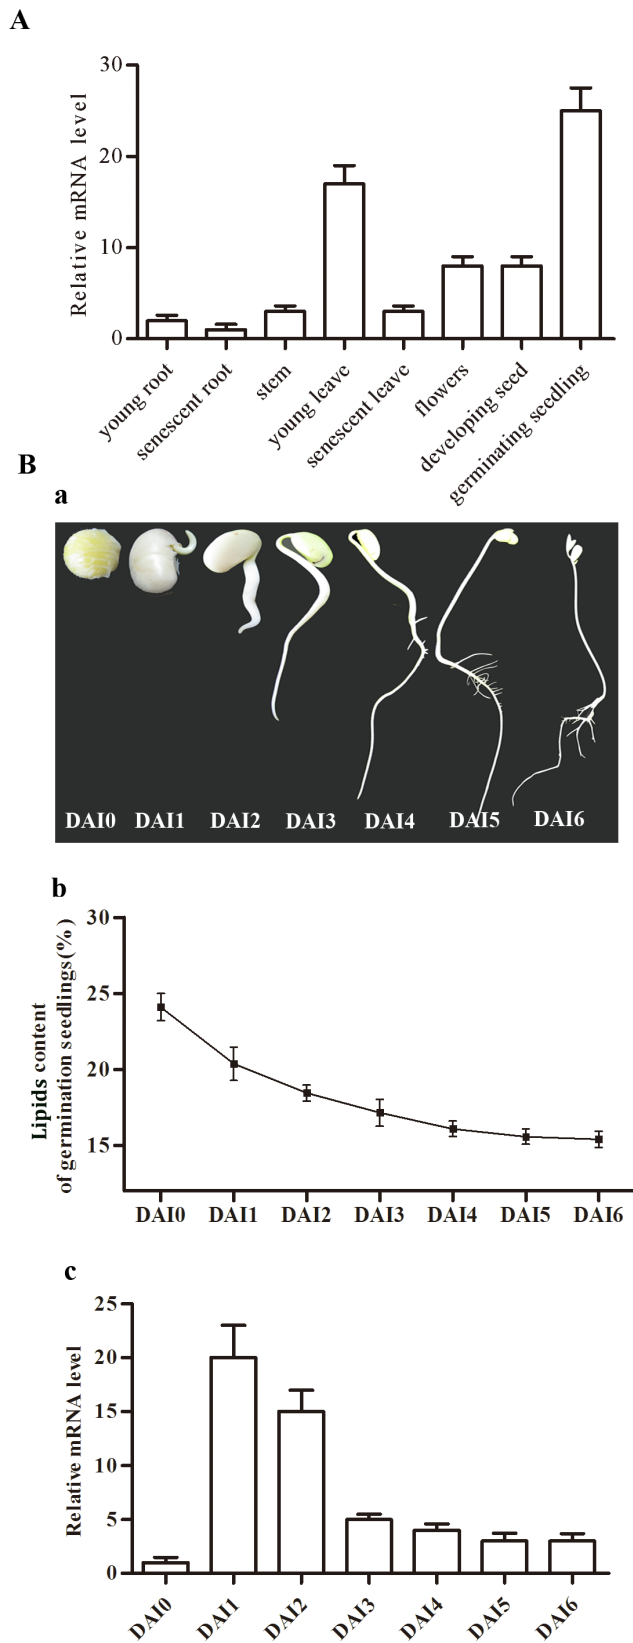 A
30
20
10
0
Relative mRNA level
young root
senescent root
stem
young leave
senescent leave
flowers
developing seed
germinating seedling
B
a
DAI0 DAI1 DAI2 DAI3 DAI4 DAI5 DAI6
b
30
25
20
15
Lipids content
of germination seedlings(%)
DAI0 DAI1 DAI2 DAI3 DAI4 DAI5 DAI6
c
25
20
15
10
5
0
Relative mRNA level
DAI0
DAI1
DAI2
DAI3
DAI4
DAI5
DAI6